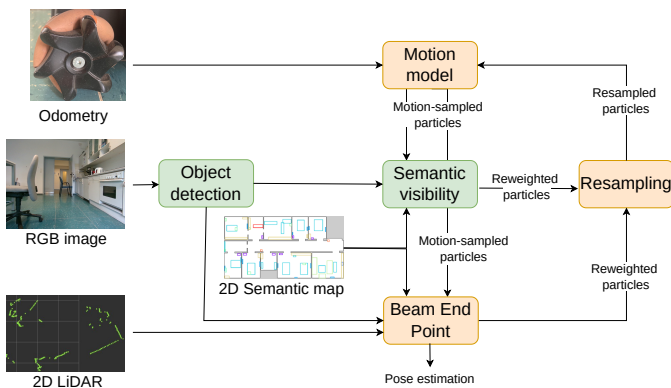 Motion
model
Odometry
Motion-sampled
particles
Resampled
particles
Object
detection
Semantic
visibility
Reweighted
particles
Resampling
RGB image
Motion-sampled
particles
2D Semantic map
Reweighted
particles
Beam End
Point
2D LiDAR
Pose estimation